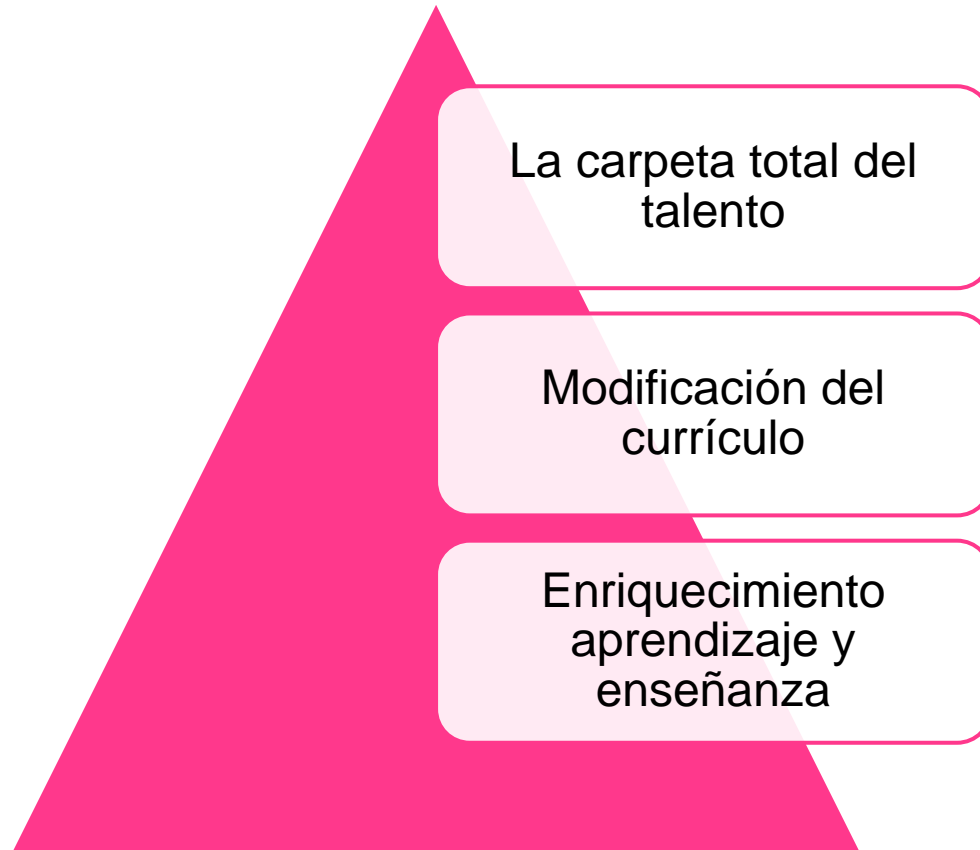 La carpeta total del
talento
Modificación del
currículo
Enriquecimiento
aprendizaje y
enseñanza